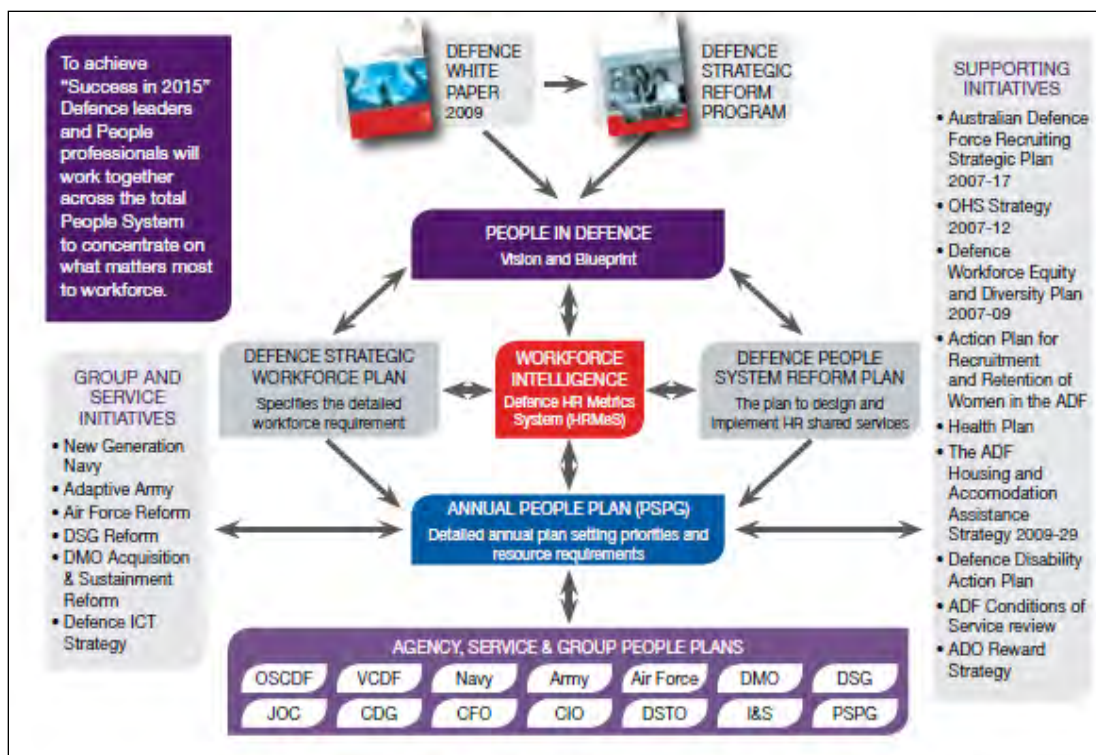 To achieve
"Success in 2015"
Defence leaders
and People
professionals will
work together
across the total
People System
to concentrate on
what matters most
to workforce.
DEFENCE
WHITE
PAPER
2009
DEFENCE
STRATEGIC
REFORM
PROGRAM
PEOPLE IN DEFENCE
Vision and Blueprint
DEFENCE STRATEGIC
WORKFORCE PLAN
Specifies the detailed
workforce requirement
WORKFORCE
INTELLIGENCE
Defence HR Metrics
System (HRMeS)
DEFENCE PEOPLE
SYSTEM REFORM PLAN
The plan to design and
implement HR shared services
GROUP AND
SERVICE
INITIATIVES
• New Generation
Navy
• Adaptive Army
• Air Force Reform
• DSG Reform
• DMO Acquisition
& Sustainment
Reform
• Defence ICT
Strategy
ANNUAL PEOPLE PLAN (PSPG)
Detailed annual plan setting priorities and
resource requirements
AGENCY, SERVICE & GROUP PEOPLE PLANS
OSCDF VCDF Navy Army Air Force DMO DSG
JOC CDG CFO CIO DSTO I&S PSPG
SUPPORTING
INITIATIVES
• Australian Defence
Force Recruiting
Strategic Plan
2007-17
• OHS Strategy
2007-12
• Defence
Workforce Equity
and Diversity Plan
2007-09
• Action Plan for
Recruitment
and Retention of
Women in the ADF
• Health Plan
• The ADF
Housing and
Accomodation
Assistance
Strategy 2009-29
• Defence Disability
Action Plan
• ADF Conditions of
Service review
• ADO Reward
Strategy